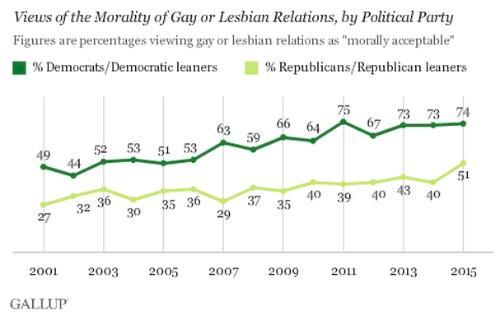 Views of the Morality of Gay or Lesbian Relations, by Political Party
Figures are percentages viewing gay or lesbian relations as "morally acceptable"
% Democrats/Democratic leaners % Republicans/Republican leaners
49 44 52 53 51 53 63 59 66 64 75 67 73 73 74
27 32 36 30 35 36 29 37 35 40 39 40 43 40 51
2001 2003 2005 2007 2009 2011 2013 2015
GALLUP